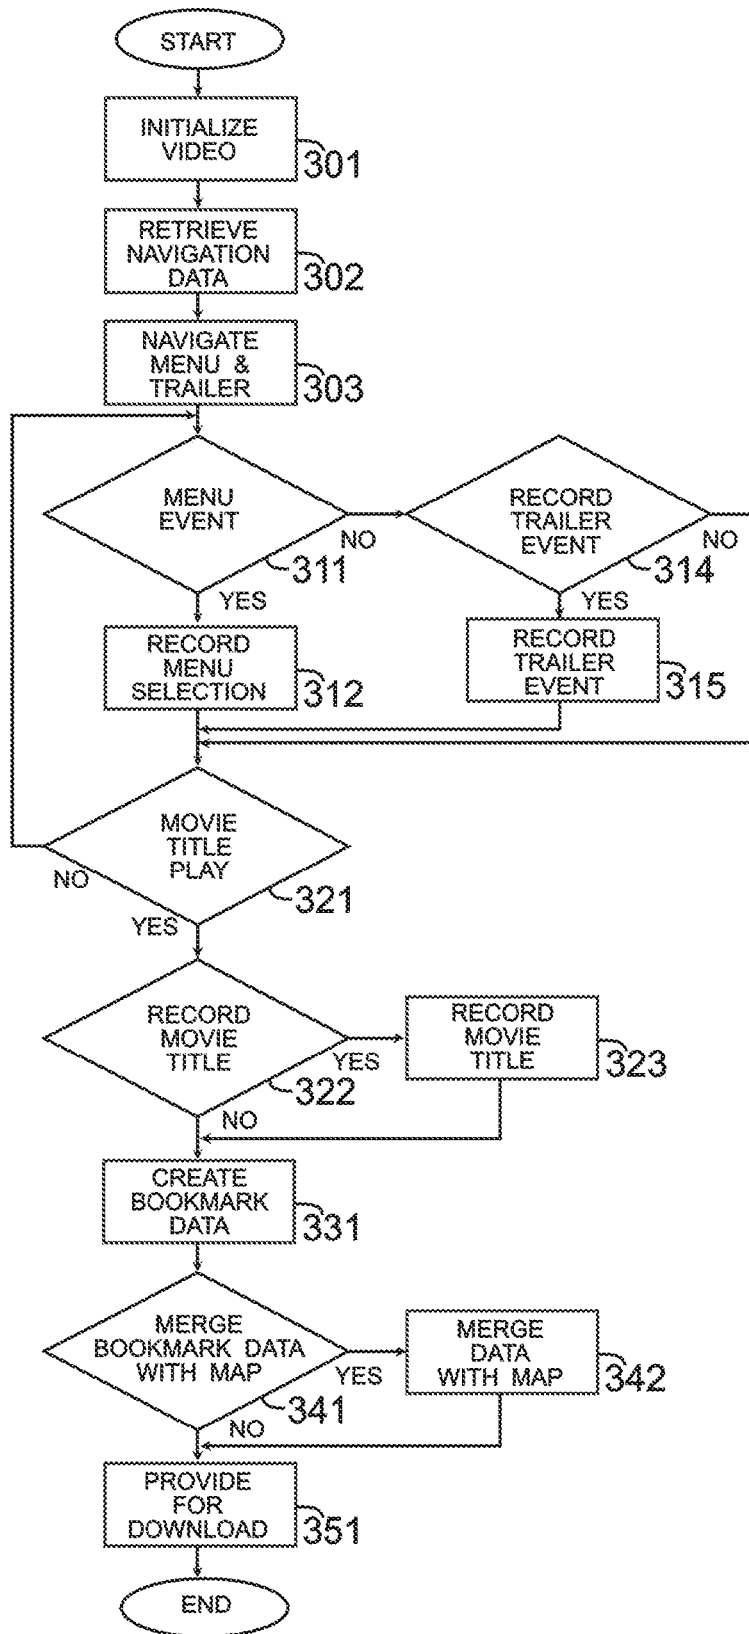 START
INITIALIZE
VIDEO
301
RETRIEVE
NAVIGATION
DATA
302
NAVIGATE
MENU &
TRAILER
303
MENU
EVENT
NO
311
YES
RECORD
TRAILER
EVENT
NO
314
YES
RECORD
MENU
SELECTION
312
RECORD
TRAILER
EVENT
315
MOVIE
TITLE
PLAY
NO
321
YES
RECORD
MOVIE
TITLE
YES
322
NO
RECORD
MOVIE
TITLE
323
CREATE
BOOKMARK
DATA
331
MERGE
BOOKMARK DATA
WITH MAP
YES
341
NO
MERGE
DATA
WITH MAP
342
PROVIDE
FOR
DOWNLOAD
351
END